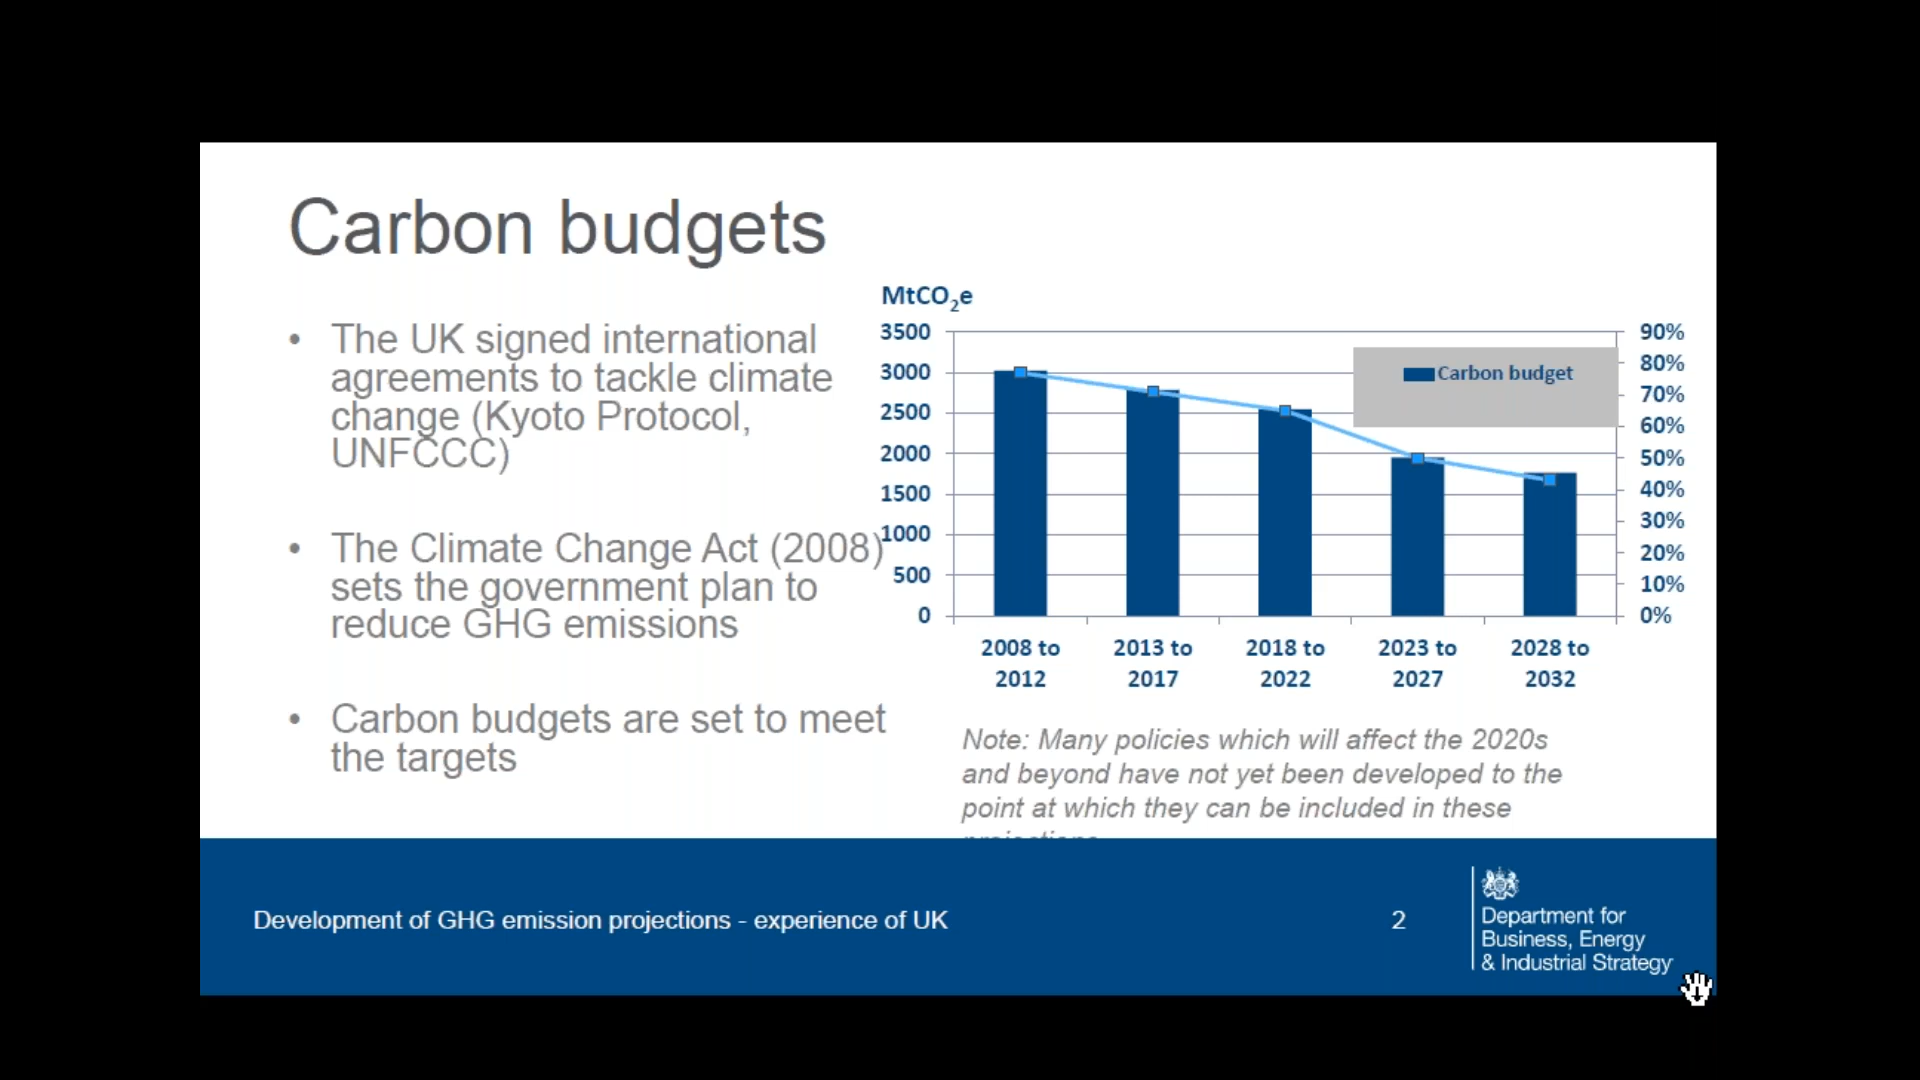 Carbon budgets
• The UK signed international
agreements to tackle climate
change (Kyoto Protocol,
UNFCCC)
• The Climate Change Act (2008)
sets the government plan to
reduce GHG emissions
• Carbon budgets are set to meet
the targets
MtCO₂e
3500
3000
2500
2000
1500
1000
500
0
90%
80%
70%
60%
50%
40%
30%
20%
10%
0%
Carbon budget
2008 to 2013 to 2018 to 2023 to 2028 to
2012 2017 2022 2027 2032
Note: Many policies which will affect the 2020s
and beyond have not yet been developed to the
point at which they can be included in these
Development of GHG emission projections - experience of UK
2
Department for
Business, Energy
& Industrial Strategy